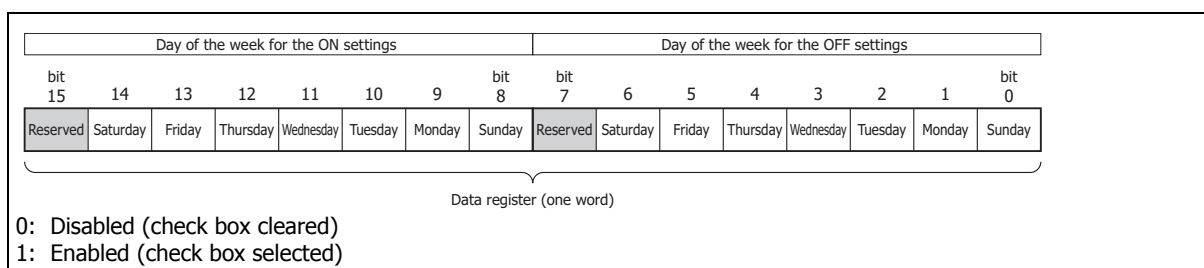 Day of the week for the ON settings Day of the week for the OFF settings
bit bit bit bit
15 14 13 12 11 10 9 8 7 6 5 4 3 2 1 0
Reserved Saturday Friday Thursday Wednesday Tuesday Monday Sunday Reserved Saturday Friday Thursday Wednesday Tuesday Monday Sunday
Data register (one word)
0: Disabled (check box cleared)
1: Enabled (check box selected)